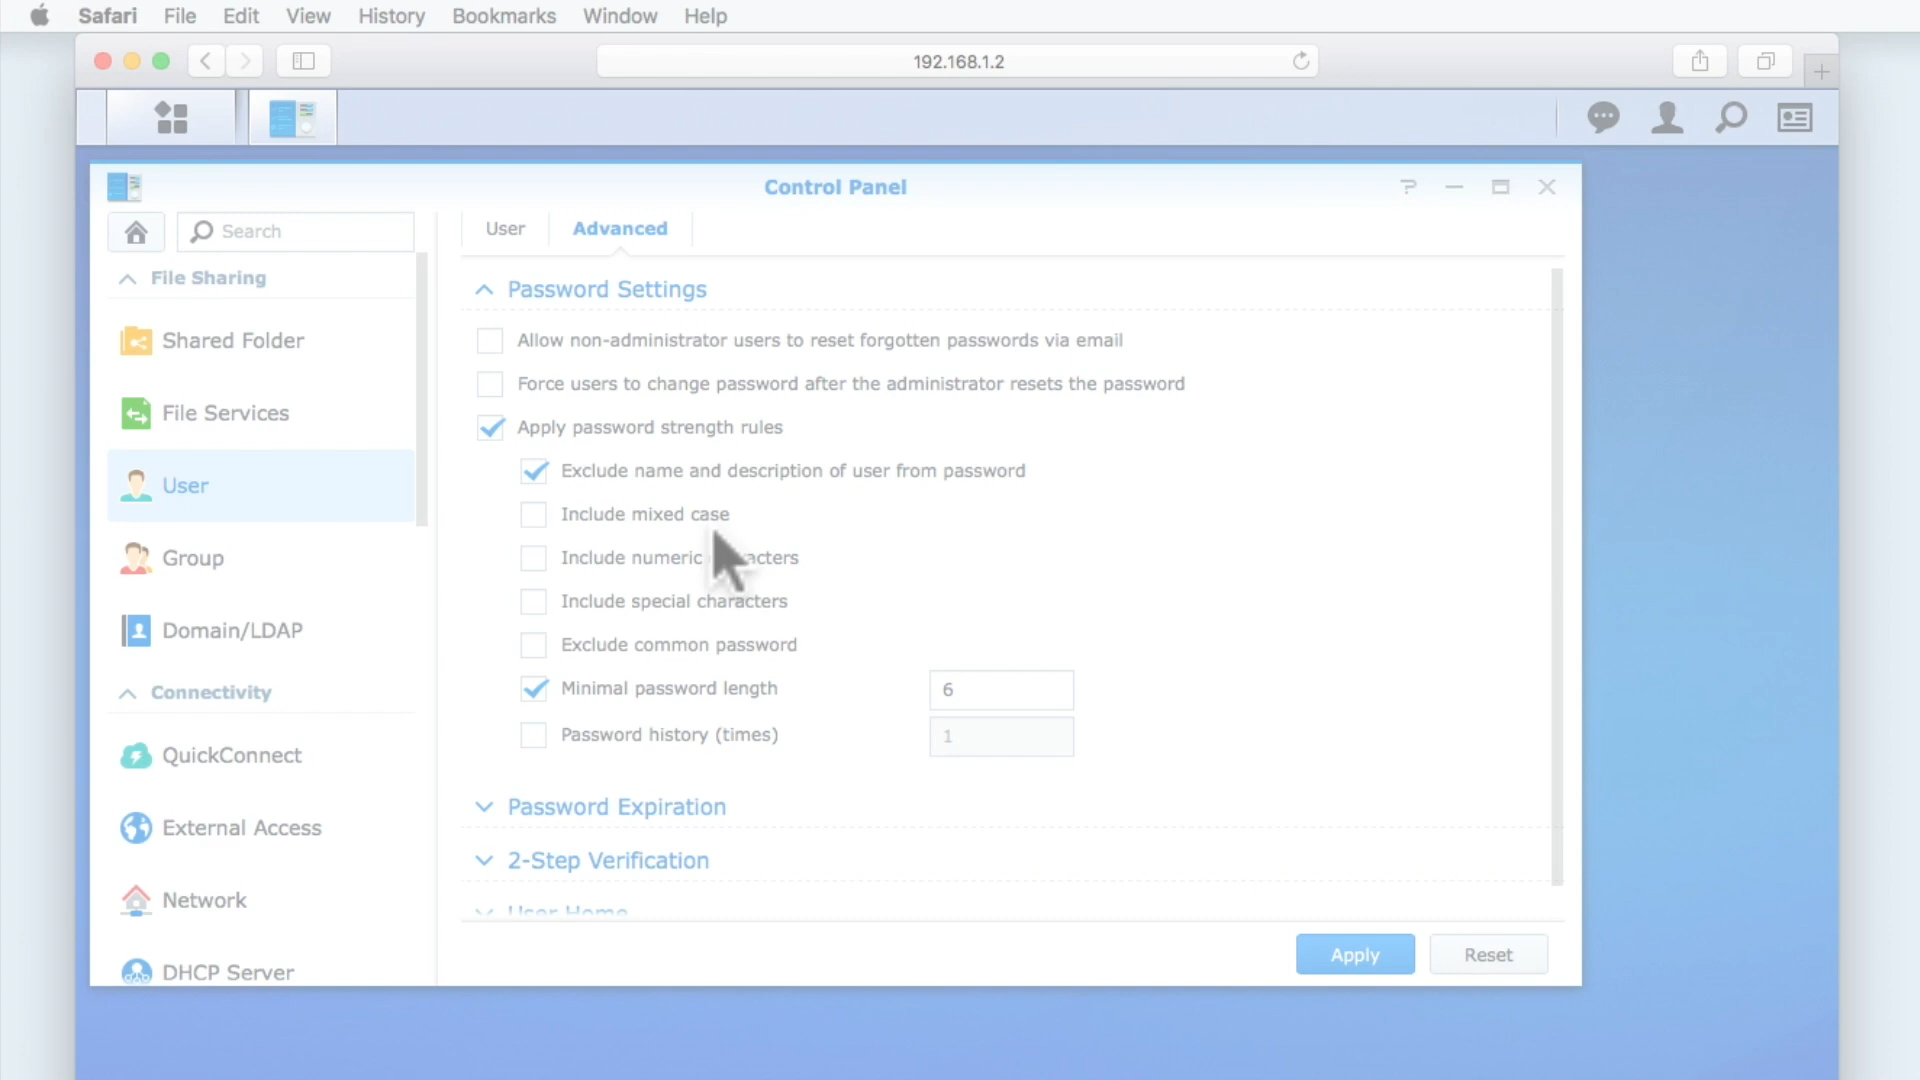 Safari File Edit View History Bookmarks Window Help
192.168.1.2
Control Panel
Search
User Advanced
File Sharing
Password Settings
Shared Folder
Allow non-administrator users to reset forgotten passwords via email
Force users to change password after the administrator resets the password
File Services
Apply password strength rules
User
Exclude name and description of user from password
Include mixed case
Group
Include numeric acters
Include special characters
Domain/LDAP
Exclude common password
Connectivity
Minimal password length 6
Password history (times) 1
QuickConnect
Password Expiration
External Access
2-Step Verification
Network
User Home
Apply Reset
DHCP Server